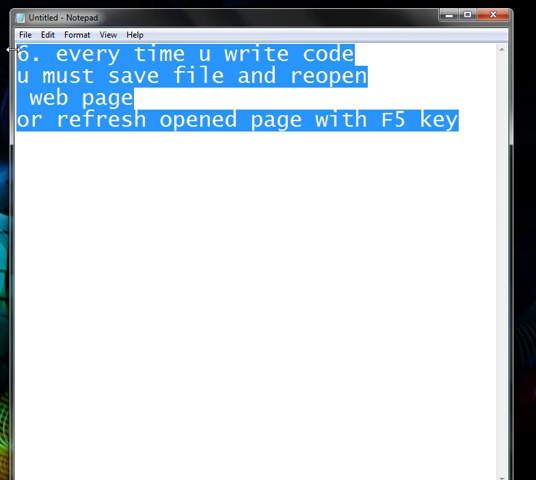 Untitled - Notepad
File Edit Format View Help
6. every time u write code
u must save file and reopen
 web page
or refresh opened page with F5 key